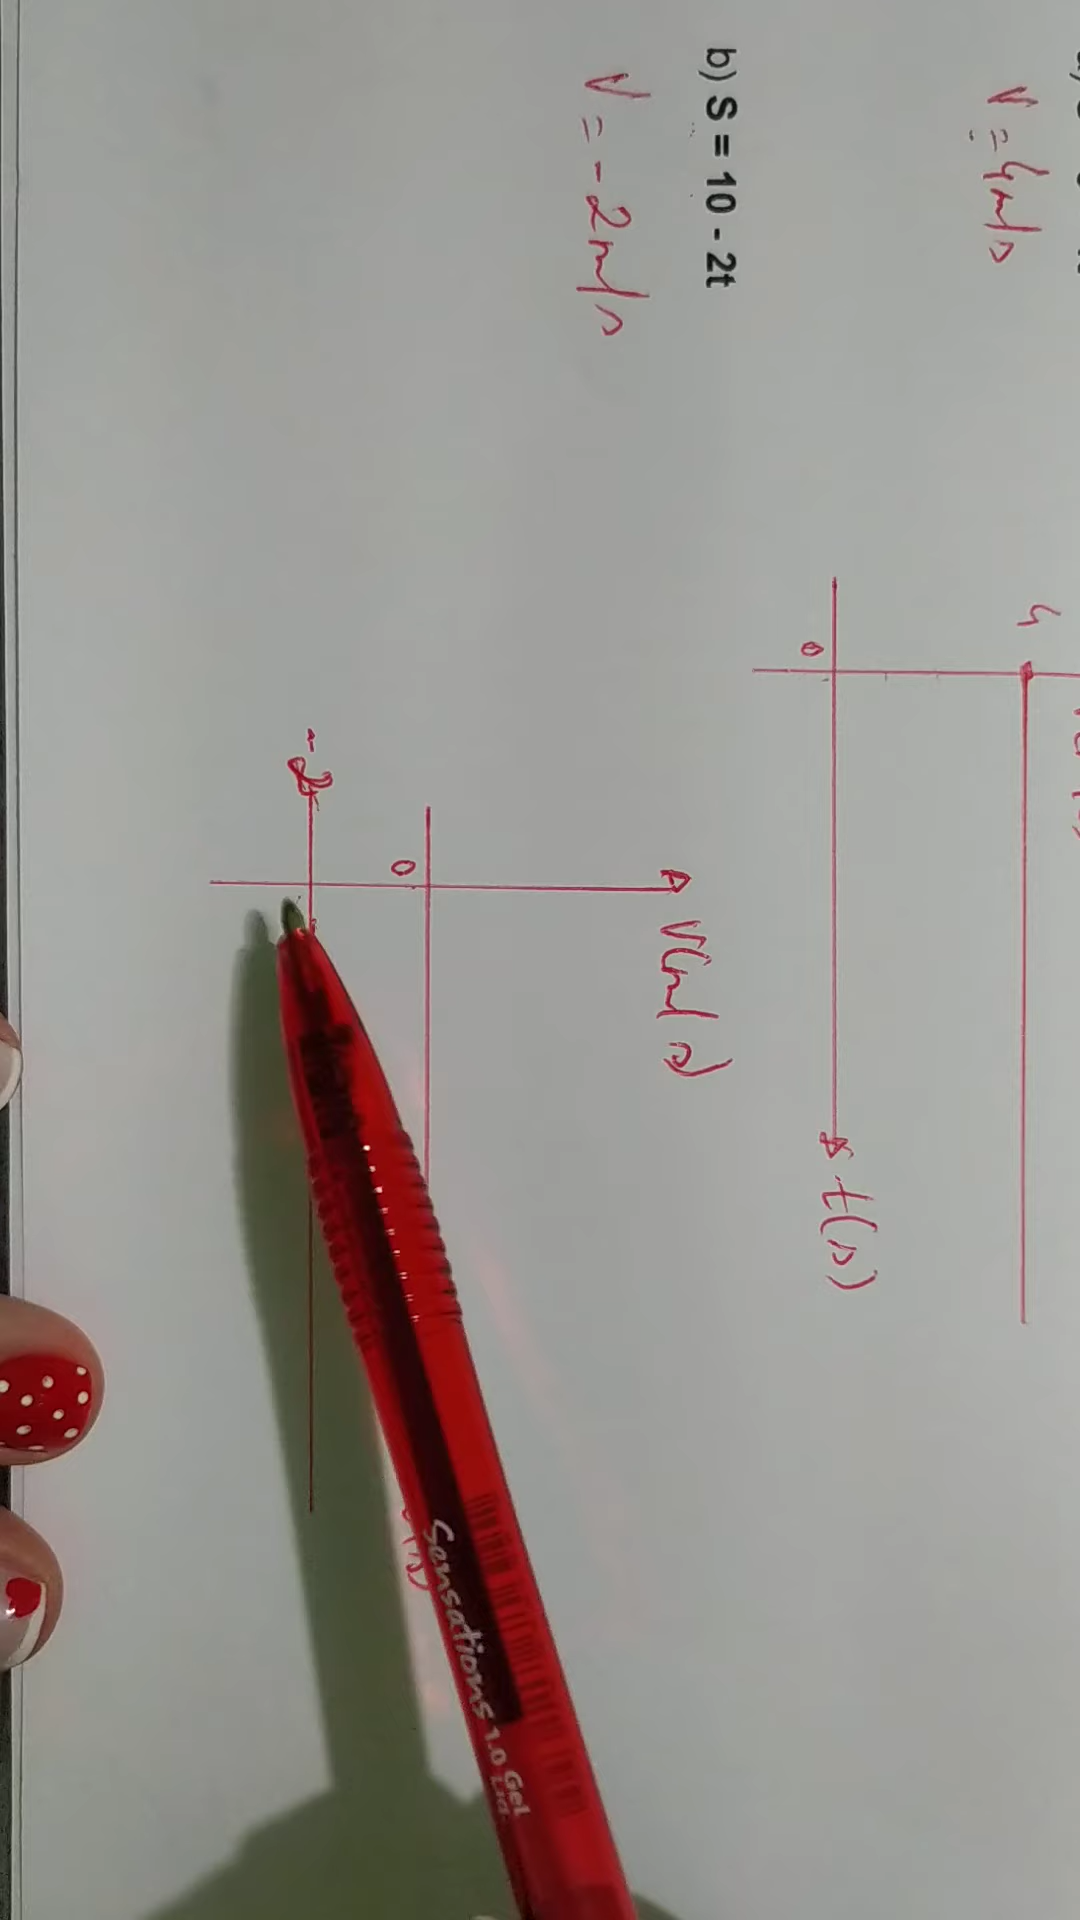 V = 4m/s
4
0
t(s)
b) S = 10 - 2t
V = -2m/s
V(m/s)
0
-2
(s)
Sensations 1.0 Gel